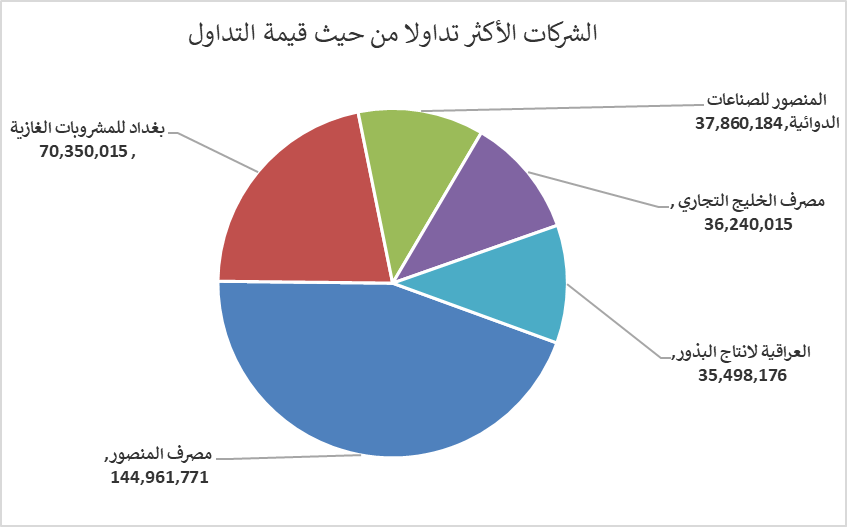 الشركات الأكثر تداولا من حيث قيمة التداول
المنصور للصناعات
الدوائية, 37,860,184
بغداد للمشروبات الغازية
, 70,350,015
مصرف الخليج التجاري ,
36,240,015
العراقية لانتاج البذور,
35,498,176
مصرف المنصور,
144,961,771